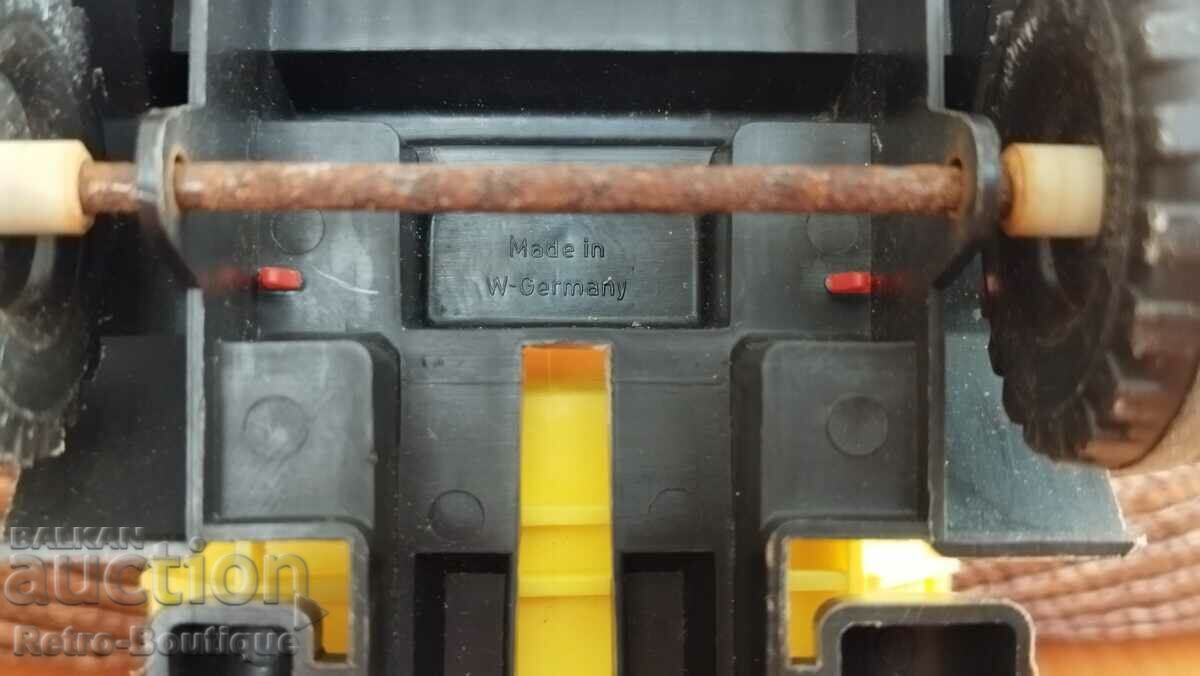 Made in
W-Germany
BALKAN
auction
Retro-Boutique